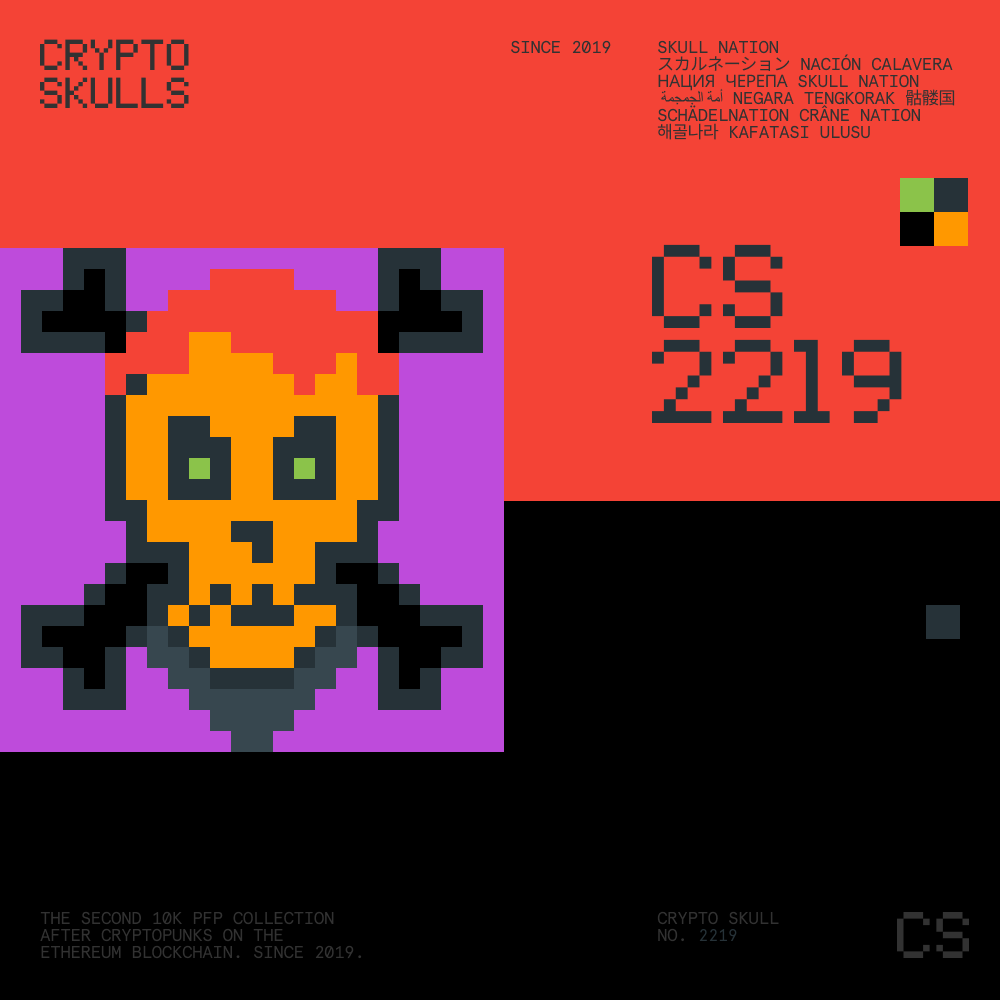 CRYPTO
SKULLS
SINCE 2019
SKULL NATION
スカルネーション NACIÓN CALAVERA
НАЦИЯ ЧЕРЕПА SKULL NATION
أمة الجمجمة NEGARA TENGKORAK 骷髅国
SCHÄDELNATION CRÂNE NATION
해골나라 KAFATASI ULUSU
CS
2219
THE SECOND 10K PFP COLLECTION
AFTER CRYPTOPUNKS ON THE
ETHEREUM BLOCKCHAIN. SINCE 2019.
CRYPTO SKULL
NO. 2219
CS